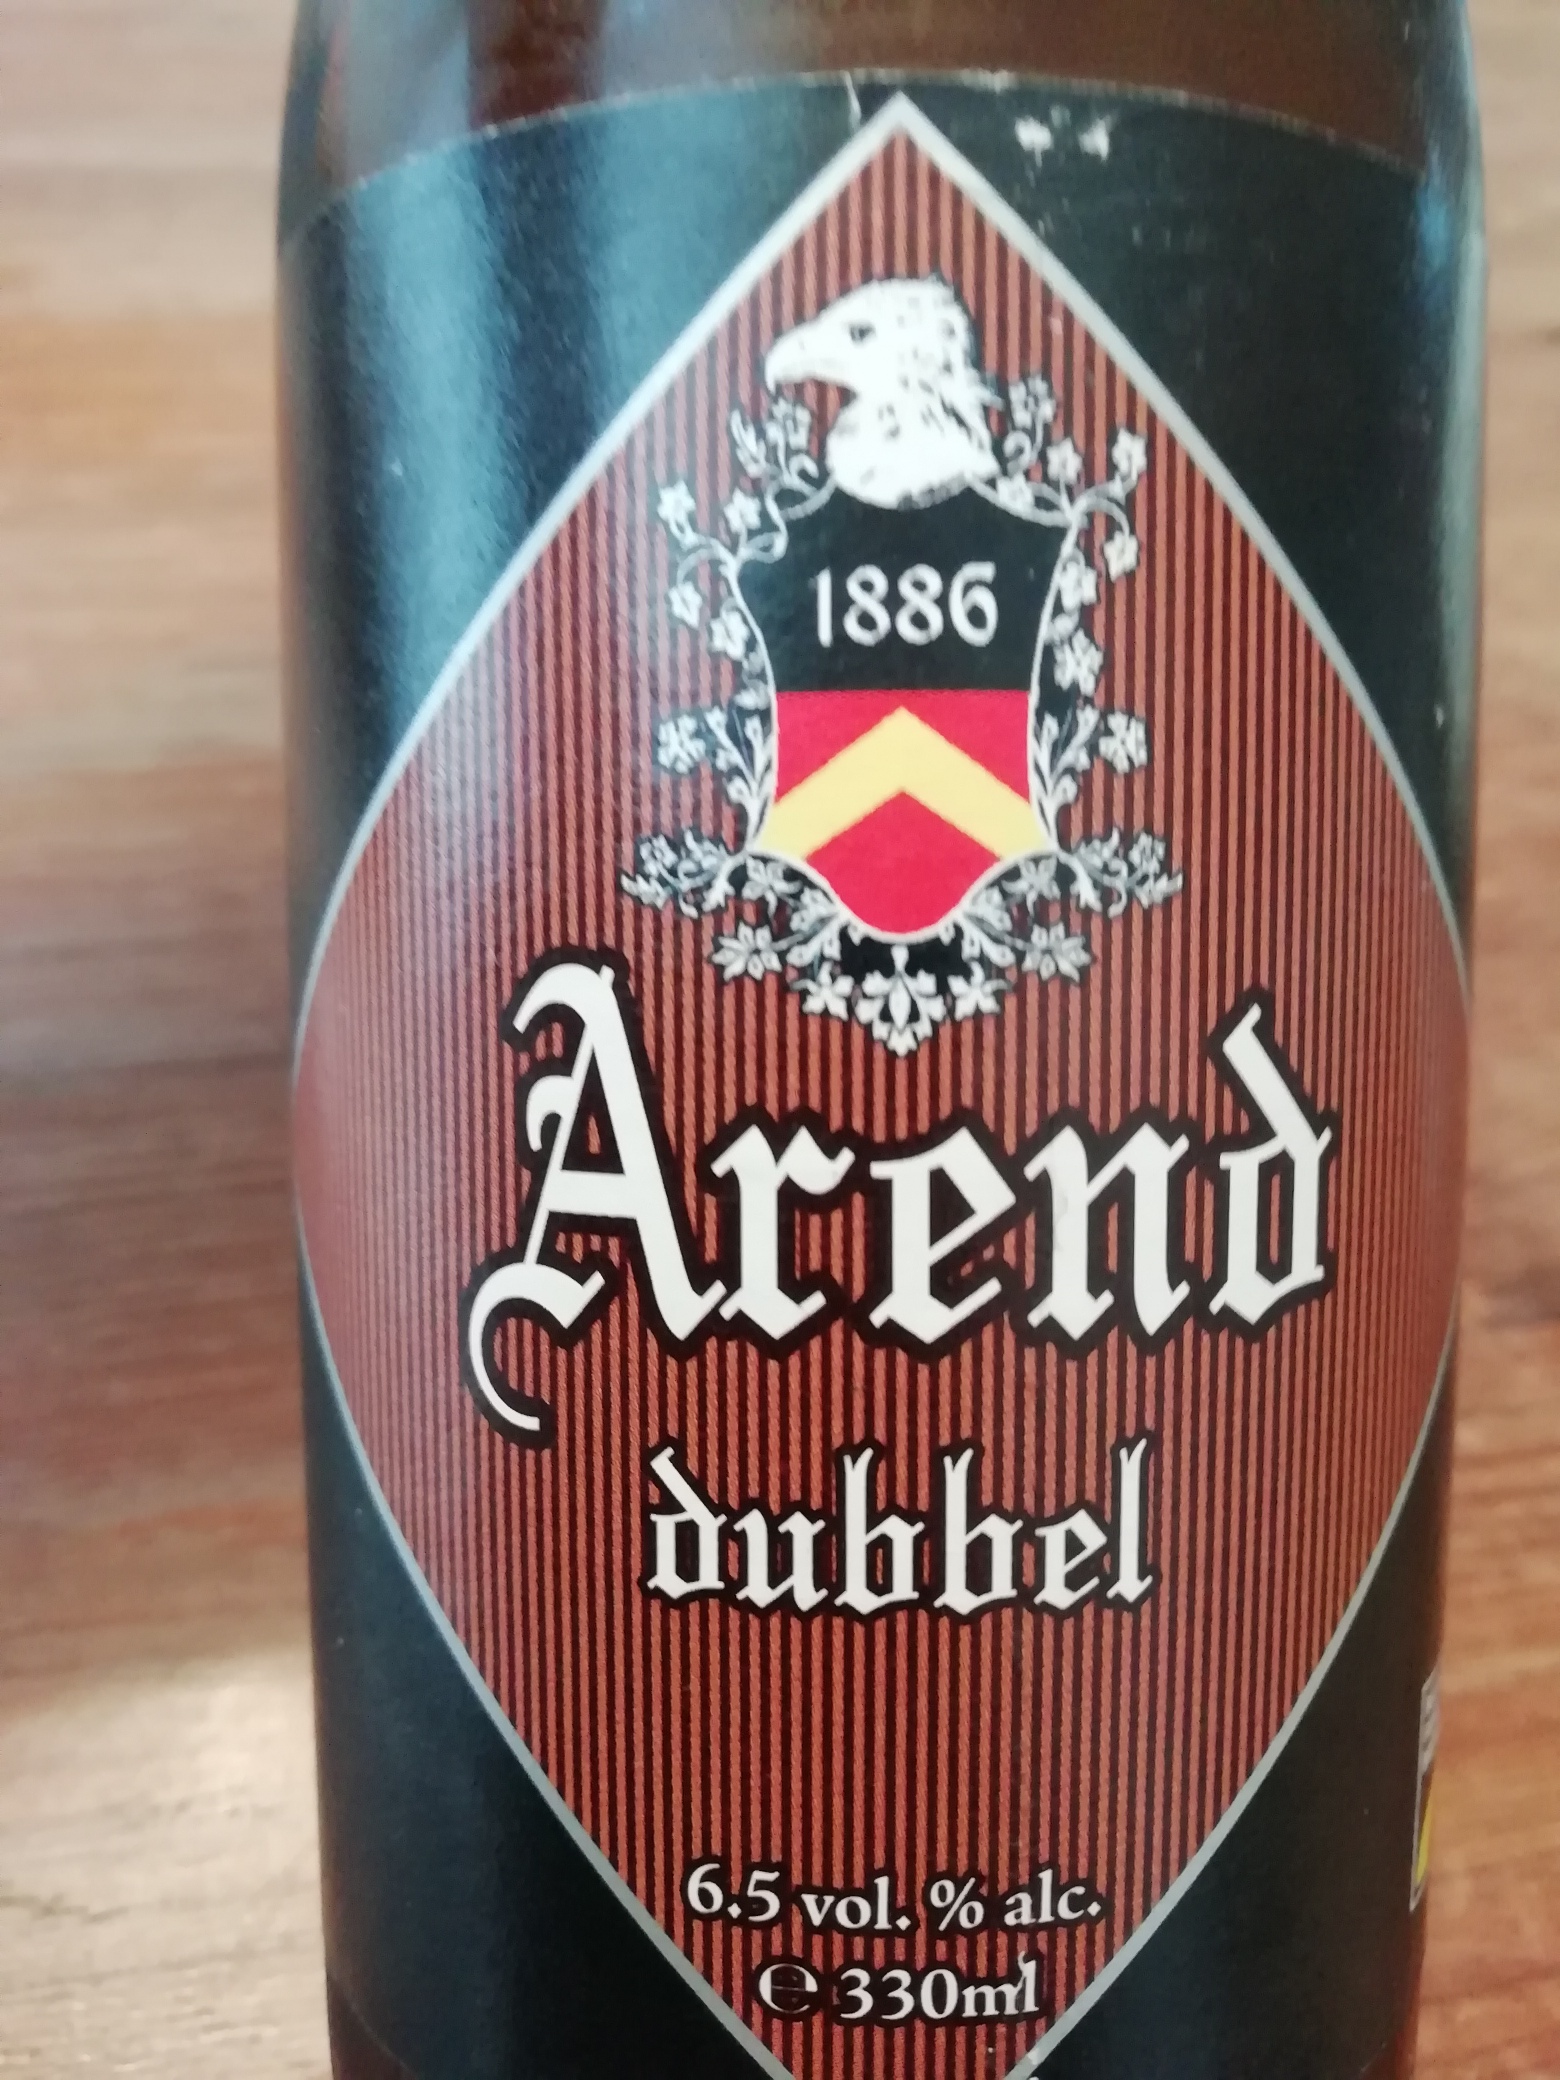 1886
Arend
dubbel
6.5 vol. % alc.
℮ 330ml